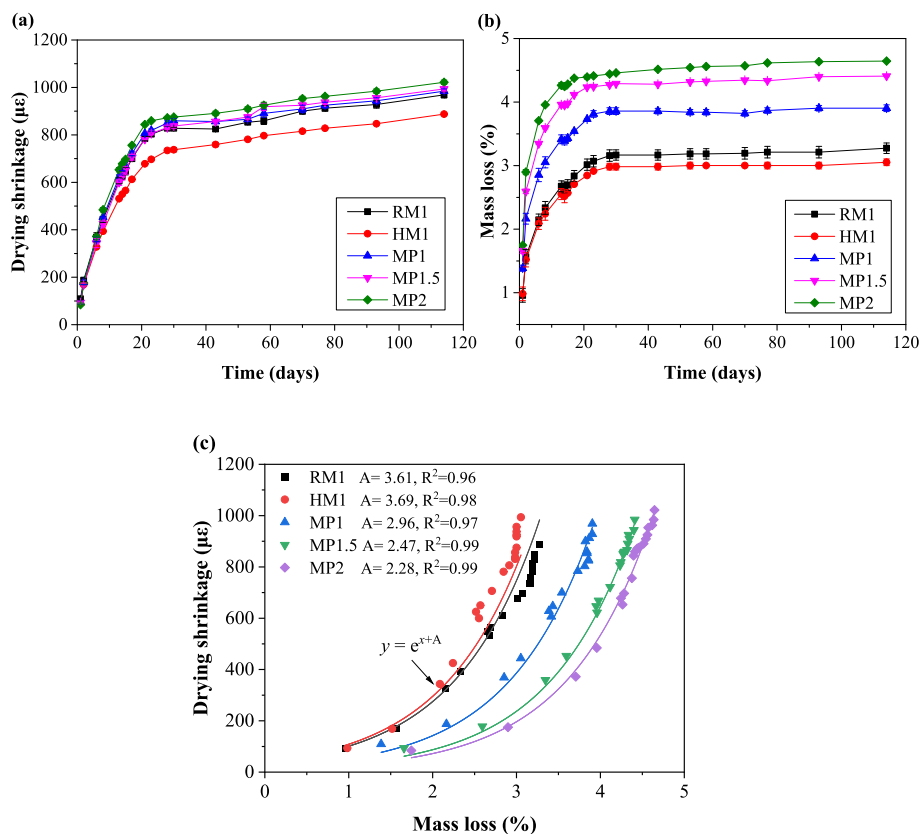 (a)
1200
1000
800
600
400
200
0
Drying shrinkage (με)
0 20 40 60 80 100 120
Time (days)
RM1
HM1
MP1
MP1.5
MP2
(b)
5
4
3
2
1
Mass loss (%)
0 20 40 60 80 100 120
Time (days)
RM1
HM1
MP1
MP1.5
MP2
(c)
1200
1000
800
600
400
200
0
Drying shrinkage (με)
RM1 A= 3.61, R²=0.96
HM1 A= 3.69, R²=0.98
MP1 A= 2.96, R²=0.97
MP1.5 A= 2.47, R²=0.99
MP2 A= 2.28, R²=0.99
y = e^{x+A}
0 1 2 3 4 5
Mass loss (%)